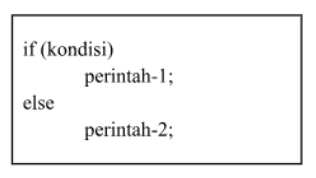 if (kondisi)
perintah-1;
else
perintah-2;